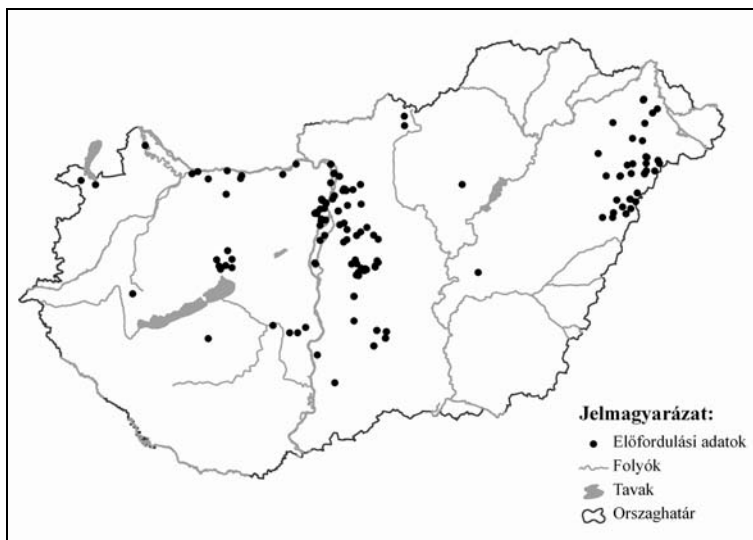 Jelmagyarázat:
Előfordulási adatok
Folyók
Tavak
Orszaghatár